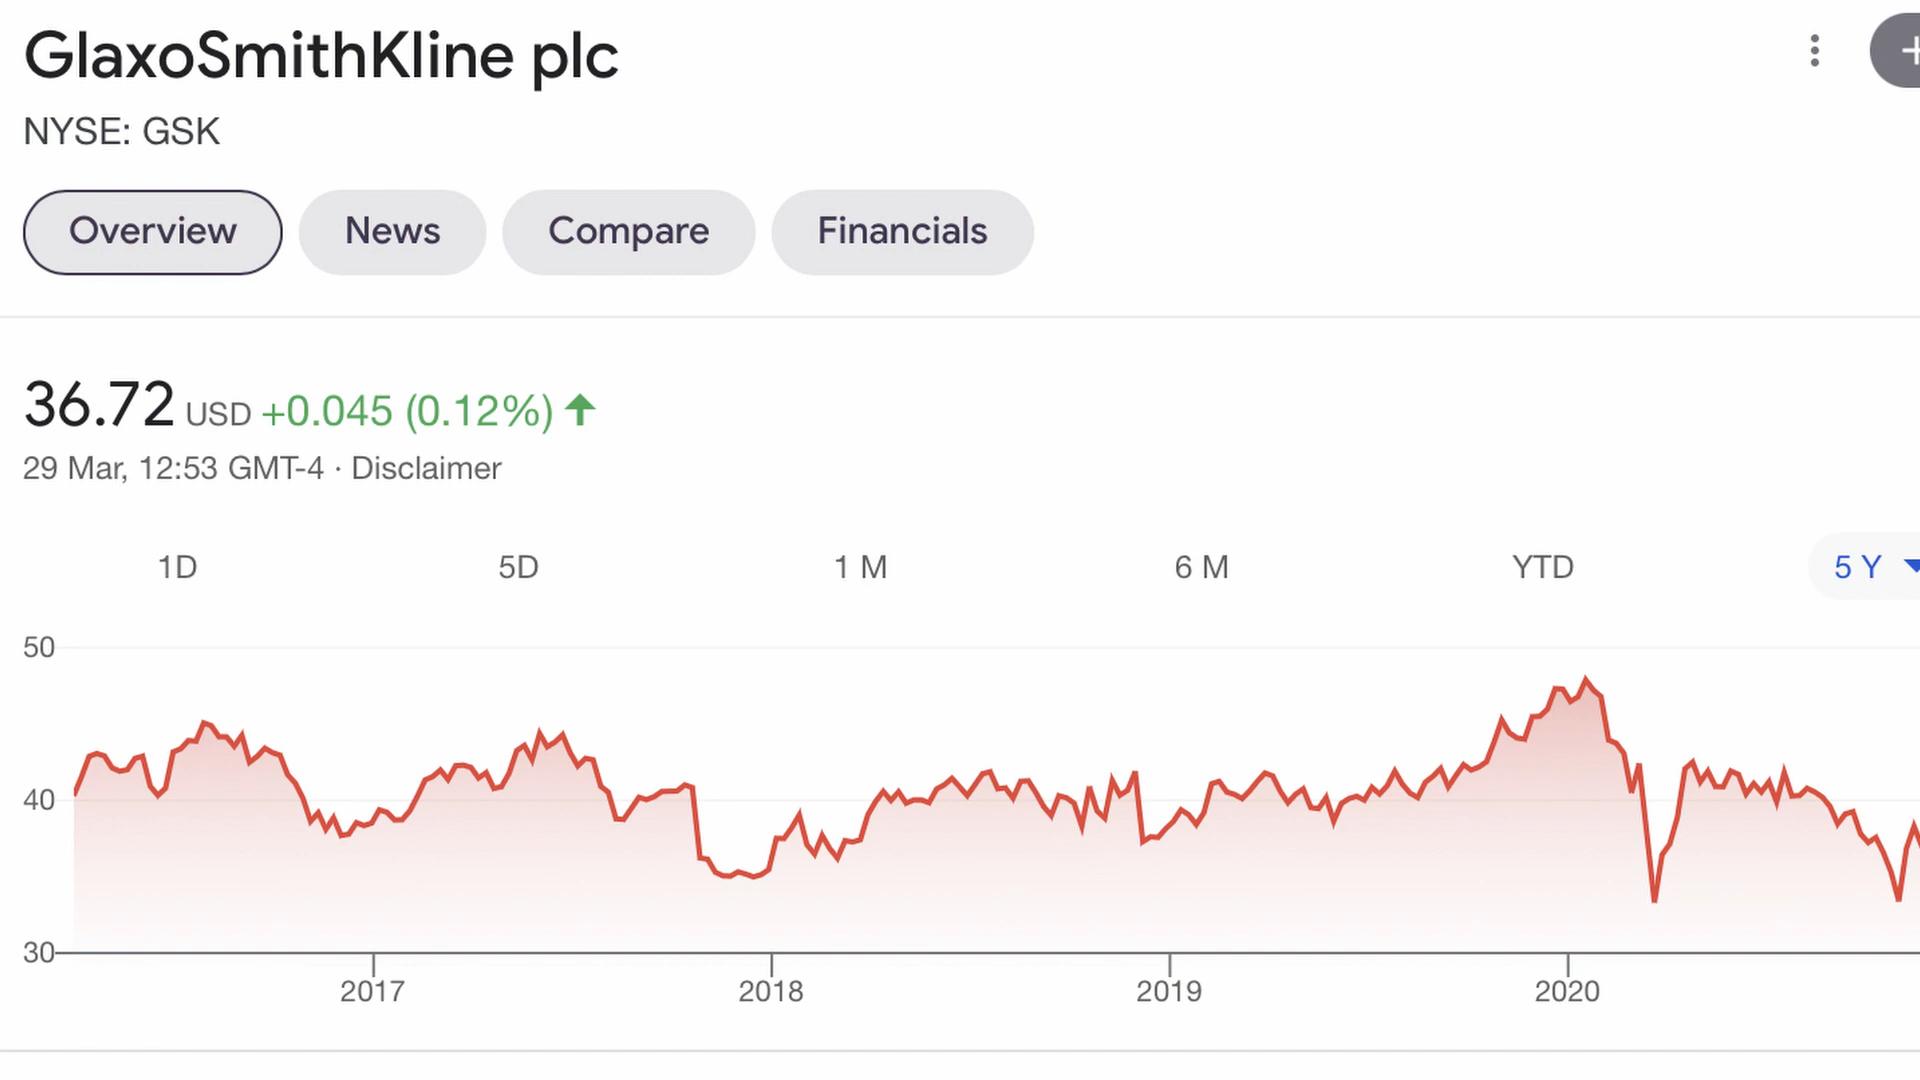 GlaxoSmithKline plc
+
NYSE: GSK
Overview News Compare Financials
36.72 USD +0.045 (0.12%)
29 Mar, 12:53 GMT-4 · Disclaimer
1D 5D 1 M 6 M YTD 5 Y
50
40
30
2017 2018 2019 2020